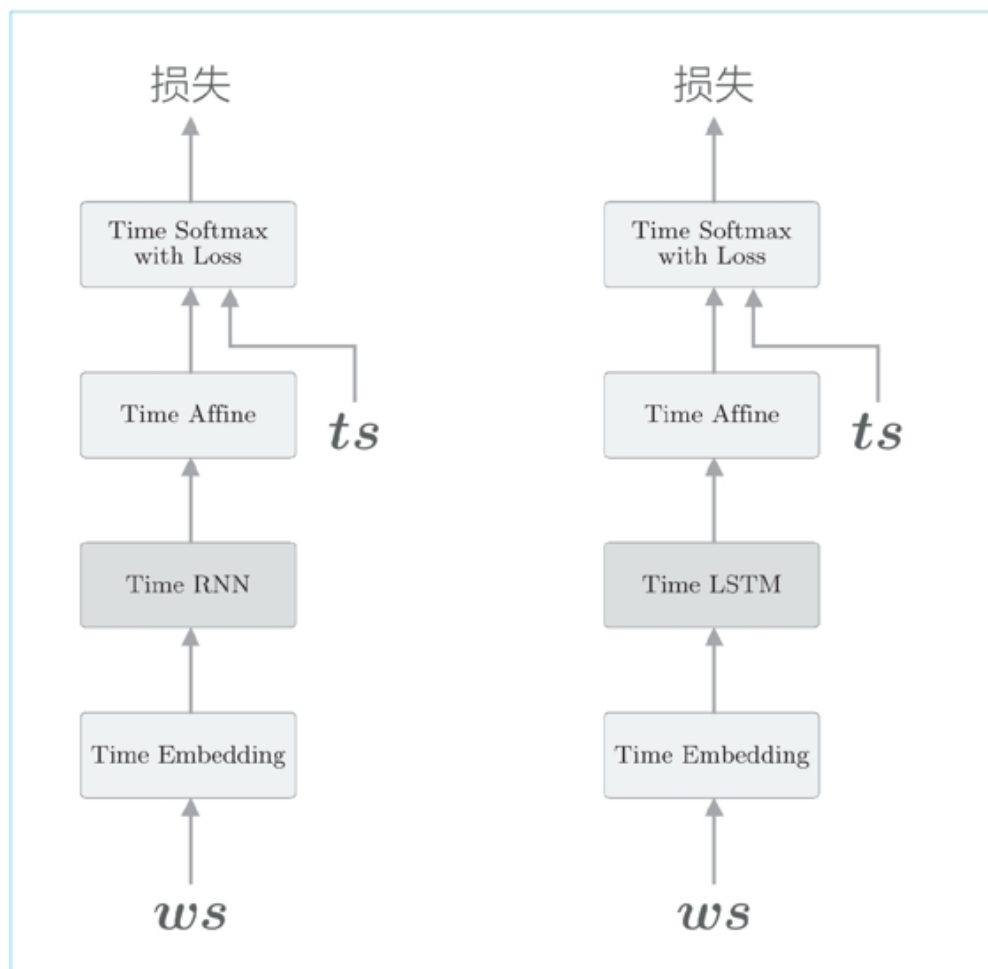 损失
Time Softmax
with Loss
Time Affine
ts
Time RNN
Time Embedding
ws
损失
Time Softmax
with Loss
Time Affine
ts
Time LSTM
Time Embedding
ws